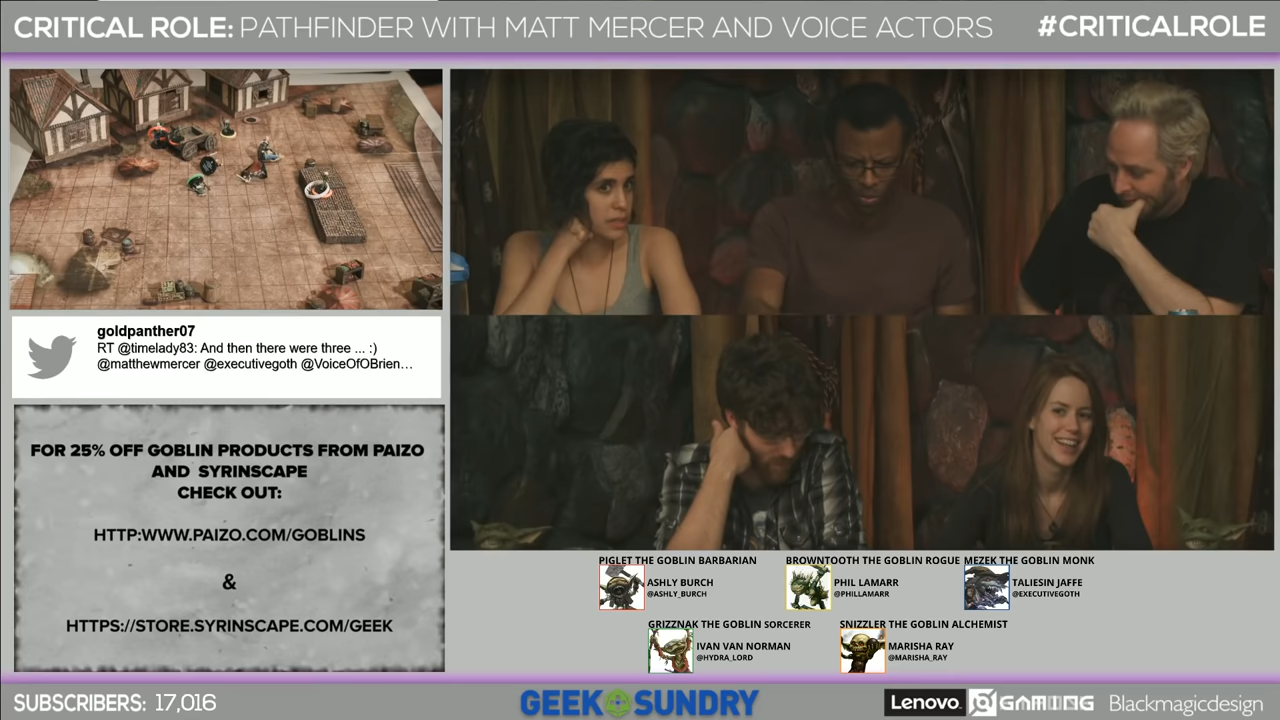 CRITICAL ROLE: PATHFINDER WITH MATT MERCER AND VOICE ACTORS #CRITICALROLE
goldpanther07
RT @timelady83: And then there were three ... :)
@matthewmercer @executivegoth @VoiceOfOBrien…
FOR 25% OFF GOBLIN PRODUCTS FROM PAIZO
AND SYRINSCAPE
CHECK OUT:
HTTP:WWW.PAIZO.COM/GOBLINS
&
HTTPS://STORE.SYRINSCAPE.COM/GEEK
PIGLET THE GOBLIN BARBARIAN
ASHLY BURCH
@ASHLY_BURCH
BROWNTOOTH THE GOBLIN ROGUE
PHIL LAMARR
@PHILLAMARR
MEZEK THE GOBLIN MONK
TALIESIN JAFFE
@EXECUTIVEGOTH
GRIZZNAK THE GOBLIN SORCERER
IVAN VAN NORMAN
@HYDRA_LORD
SNIZZLER THE GOBLIN ALCHEMIST
MARISHA RAY
@MARISHA_RAY
SUBSCRIBERS: 17,016
GEEK & SUNDRY
Lenovo GAMING Blackmagicdesign